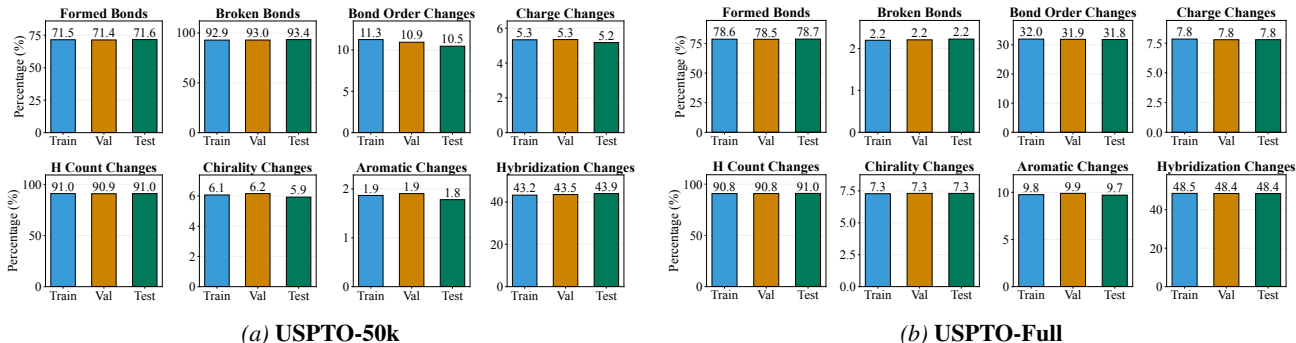 Formed Bonds Broken Bonds Bond Order Changes Charge Changes
Percentage (%)
75 50 25 0
71.5 71.4 71.6
Train Val Test
100 50 0
92.9 93.0 93.4
Train Val Test
10 5 0
11.3 10.9 10.5
Train Val Test
6 4 2 0
5.3 5.3 5.2
Train Val Test
H Count Changes Chirality Changes Aromatic Changes Hybridization Changes
Percentage (%)
100 50 0
91.0 90.9 91.0
Train Val Test
6 4 2 0
6.1 6.2 5.9
Train Val Test
2 1 0
1.9 1.9 1.8
Train Val Test
40 20 0
43.2 43.5 43.9
Train Val Test
(a) USPTO-50k
Formed Bonds Broken Bonds Bond Order Changes Charge Changes
Percentage (%)
75 50 25 0
78.6 78.5 78.7
Train Val Test
2 1 0
2.2 2.2 2.2
Train Val Test
30 20 10 0
32.0 31.9 31.8
Train Val Test
7.5 5.0 2.5 0.0
7.8 7.8 7.8
Train Val Test
H Count Changes Chirality Changes Aromatic Changes Hybridization Changes
Percentage (%)
100 50 0
90.8 90.8 91.0
Train Val Test
7.5 5.0 2.5 0.0
7.3 7.3 7.3
Train Val Test
10 5 0
9.8 9.9 9.7
Train Val Test
40 20 0
48.5 48.4 48.4
Train Val Test
(b) USPTO-Full